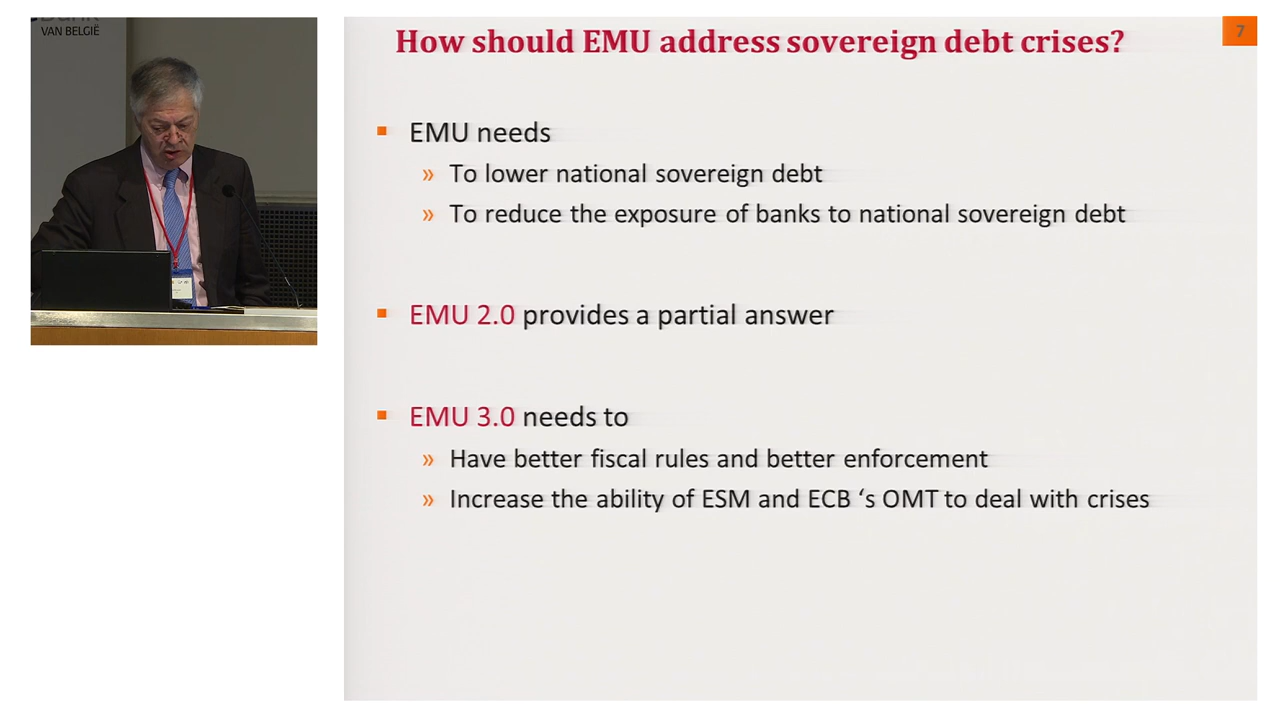 VAN BELGIË
How should EMU address sovereign debt crises?
7
▪ EMU needs
» To lower national sovereign debt
» To reduce the exposure of banks to national sovereign debt
▪ EMU 2.0 provides a partial answer
▪ EMU 3.0 needs to
» Have better fiscal rules and better enforcement
» Increase the ability of ESM and ECB ‘s OMT to deal with crises